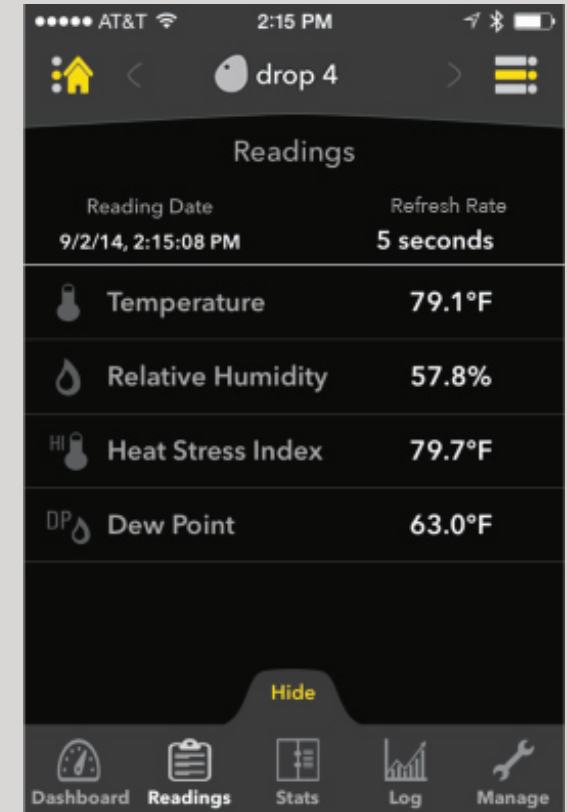 AT&T 2:15 PM
drop 4
Readings
Reading Date Refresh Rate
9/2/14, 2:15:08 PM 5 seconds
Temperature 79.1°F
Relative Humidity 57.8%
HI Heat Stress Index 79.7°F
DP Dew Point 63.0°F
Hide
Dashboard Readings Stats Log Manage